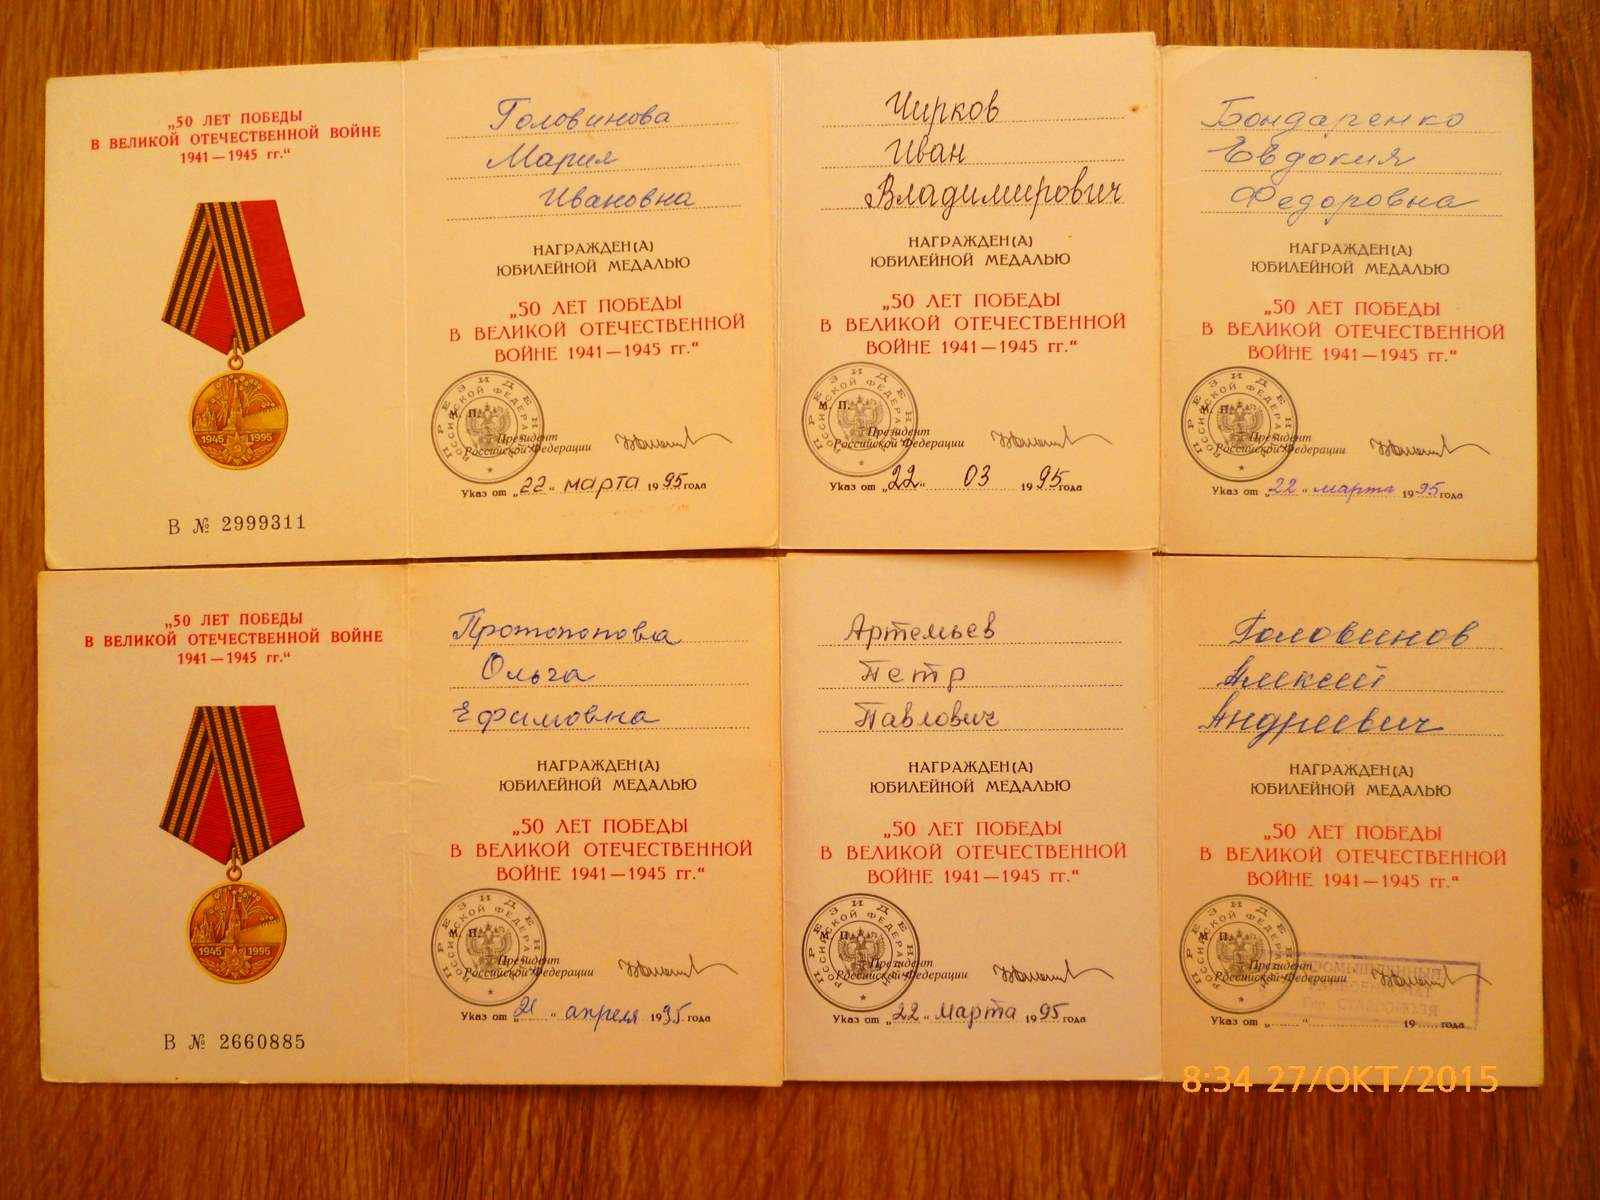 „50 ЛЕТ ПОБЕДЫ
В ВЕЛИКОЙ ОТЕЧЕСТВЕННОЙ ВОЙНЕ
1941—1945 гг.“
1945 1995
В № 2999311
Головинова
Мария
Ивановна
НАГРАЖДЕН(А)
ЮБИЛЕЙНОЙ МЕДАЛЬЮ
„50 ЛЕТ ПОБЕДЫ
В ВЕЛИКОЙ ОТЕЧЕСТВЕННОЙ
ВОЙНЕ 1941—1945 гг.“
М. П.
Президент
Российской Федерации
Указ от „22“ марта 1995 года
Чирков
Иван
Владимирович
НАГРАЖДЕН(А)
ЮБИЛЕЙНОЙ МЕДАЛЬЮ
„50 ЛЕТ ПОБЕДЫ
В ВЕЛИКОЙ ОТЕЧЕСТВЕННОЙ
ВОЙНЕ 1941—1945 гг.“
М. П.
Президент
Российской Федерации
Указ от „22“ 03 1995 года
Бондаренко
Евдокия
Федоровна
НАГРАЖДЕН(А)
ЮБИЛЕЙНОЙ МЕДАЛЬЮ
„50 ЛЕТ ПОБЕДЫ
В ВЕЛИКОЙ ОТЕЧЕСТВЕННОЙ
ВОЙНЕ 1941—1945 гг.“
М. П.
Президент
Российской Федерации
Указ от „22“ марта 1995 года
„50 ЛЕТ ПОБЕДЫ
В ВЕЛИКОЙ ОТЕЧЕСТВЕННОЙ ВОЙНЕ
1941—1945 гг.“
1945 1995
В № 2660885
Протопопова
Ольга
Ефимовна
НАГРАЖДЕН(А)
ЮБИЛЕЙНОЙ МЕДАЛЬЮ
„50 ЛЕТ ПОБЕДЫ
В ВЕЛИКОЙ ОТЕЧЕСТВЕННОЙ
ВОЙНЕ 1941—1945 гг.“
М. П.
Президент
Российской Федерации
Указ от „21“ апреля 1995 года
Артемьев
Петр
Павлович
НАГРАЖДЕН(А)
ЮБИЛЕЙНОЙ МЕДАЛЬЮ
„50 ЛЕТ ПОБЕДЫ
В ВЕЛИКОЙ ОТЕЧЕСТВЕННОЙ
ВОЙНЕ 1941—1945 гг.“
М. П.
Президент
Российской Федерации
Указ от „22“ марта 1995 года
Головинов
Алексей
Андреевич
НАГРАЖДЕН(А)
ЮБИЛЕЙНОЙ МЕДАЛЬЮ
„50 ЛЕТ ПОБЕДЫ
В ВЕЛИКОЙ ОТЕЧЕСТВЕННОЙ
ВОЙНЕ 1941—1945 гг.“
М. П.
Президент
Российской Федерации
Указ от „ “ 19 года
8:34 27/ОКТ/2015